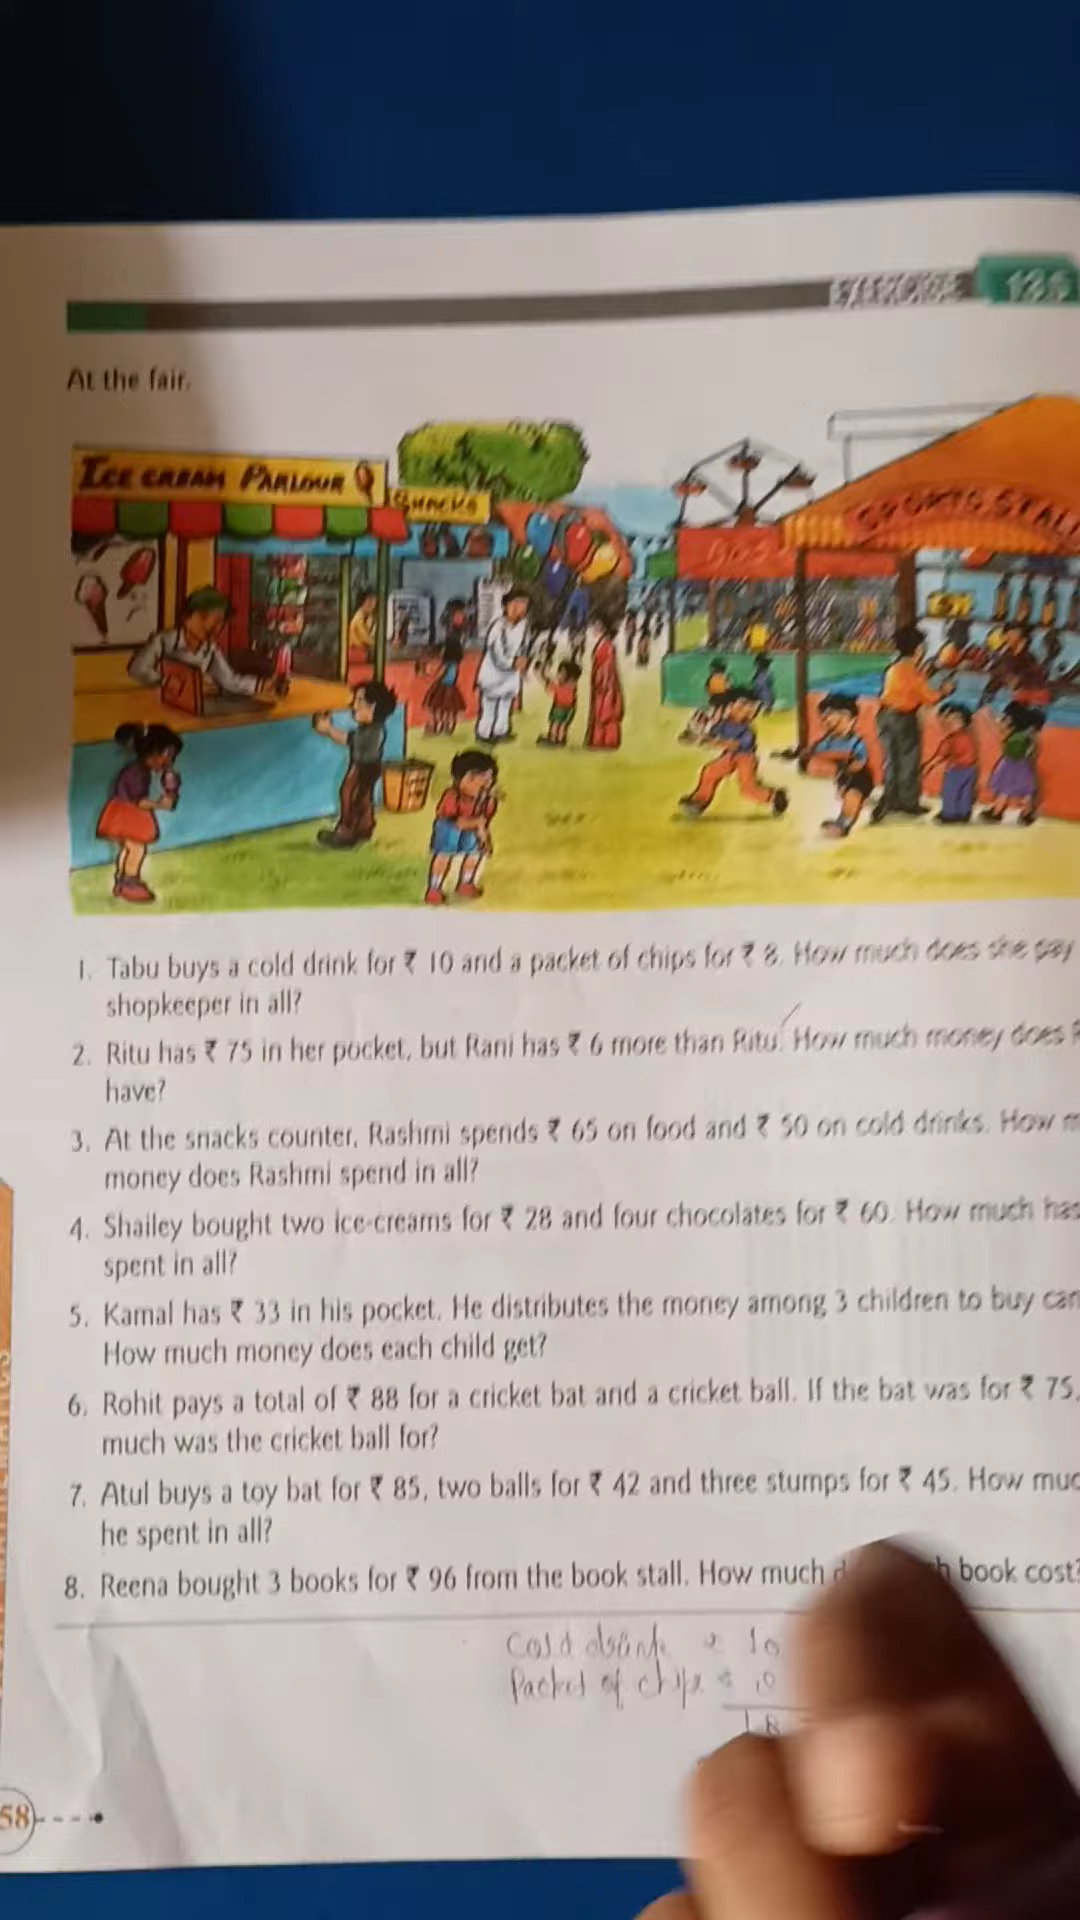 EXERCISE
At the fair.
ICE CREAM PARLOUR
SNACKS
SPORTS STALL
1. Tabu buys a cold drink for ₹ 10 and a packet of chips for ₹ 8. How much does she pay
shopkeeper in all?
2. Ritu has ₹ 75 in her pocket, but Rani has ₹ 6 more than Ritu. How much money does R
have?
3. At the snacks counter, Rashmi spends ₹ 65 on food and ₹ 50 on cold drinks. How m
money does Rashmi spend in all?
4. Shailey bought two ice-creams for ₹ 28 and four chocolates for ₹ 60. How much has
spent in all?
5. Kamal has ₹ 33 in his pocket. He distributes the money among 3 children to buy can
How much money does each child get?
6. Rohit pays a total of ₹ 88 for a cricket bat and a cricket ball. If the bat was for ₹ 75,
much was the cricket ball for?
7. Atul buys a toy bat for ₹ 85, two balls for ₹ 42 and three stumps for ₹ 45. How muc
he spent in all?
8. Reena bought 3 books for ₹ 96 from the book stall. How much book cost?
Cold drink = 10
Packet of chips = 10
18
58